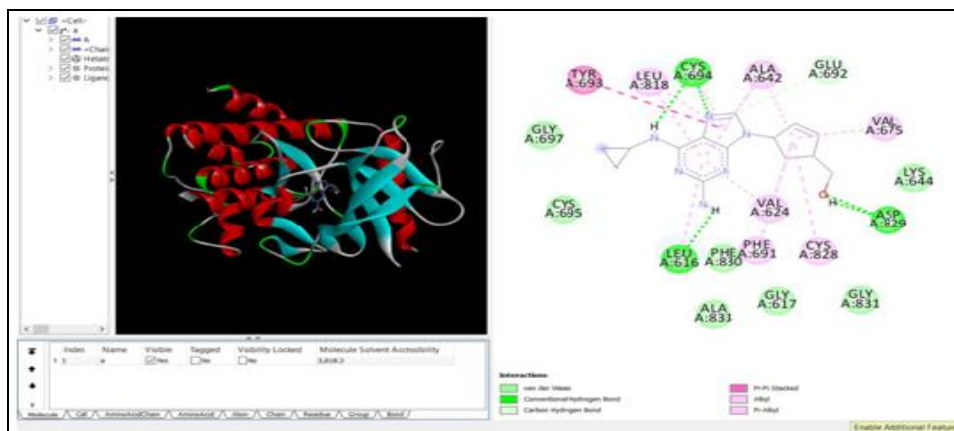 <Cell>
a
A
<Chain
Hetat
Protein
Ligand
TYR
A:693
LEU
A:818
CYS
A:694
ALA
A:642
GLU
A:692
GLY
A:697
VAL
A:675
LYS
A:644
CYS
A:695
VAL
A:624
ASP
A:829
LEU
A:616
PHE
A:830
PHE
A:691
CYS
A:828
ALA
A:833
GLY
A:617
GLY
A:831
H
N
N
N
N
N
N
H
O
H
Index Name Visible Tagged Visibility Locked Molecule Solvent Accessibility
1 a Yes No No
Molecule Cell AminoAcidChain AminoAcid Atom Chain Residue Group Bond
Interactions
van der Waals
Conventional Hydrogen Bond
Carbon Hydrogen Bond
Pi-Pi Stacked
Alkyl
Pi-Alkyl
Enable Additional Feature